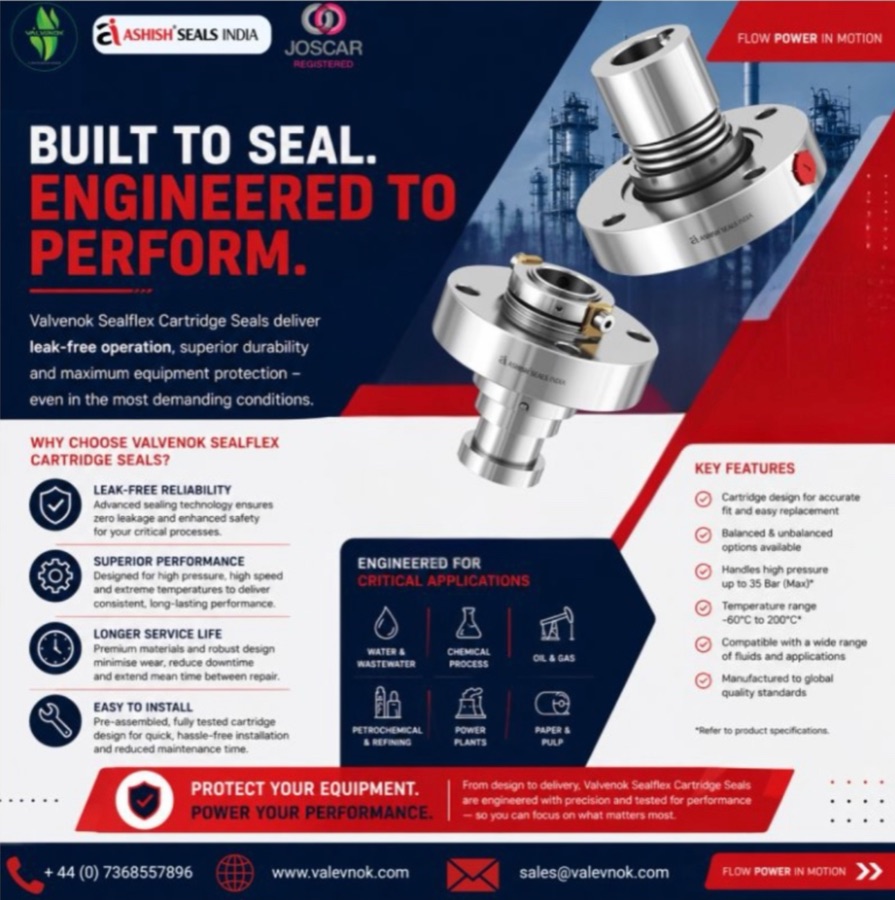 VALVENOK
ai ASHISH SEALS INDIA
JOSCAR
REGISTERED
FLOW POWER IN MOTION
BUILT TO SEAL.
ENGINEERED TO
PERFORM.
Valvenok Sealflex Cartridge Seals deliver
leak-free operation, superior durability
and maximum equipment protection –
even in the most demanding conditions.
ai ASHISH SEALS INDIA
ai ASHISH SEALS INDIA
WHY CHOOSE VALVENOK SEALFLEX
CARTRIDGE SEALS?
LEAK-FREE RELIABILITY
Advanced sealing technology ensures
zero leakage and enhanced safety
for your critical processes.
SUPERIOR PERFORMANCE
Designed for high pressure, high speed
and extreme temperatures to deliver
consistent, long-lasting performance.
LONGER SERVICE LIFE
Premium materials and robust design
minimise wear, reduce downtime
and extend mean time between repair.
EASY TO INSTALL
Pre-assembled, fully tested cartridge
design for quick, hassle-free installation
and reduced maintenance time.
ENGINEERED FOR
CRITICAL APPLICATIONS
WATER &
WASTEWATER
CHEMICAL
PROCESS
OIL & GAS
PETROCHEMICAL
& REFINING
POWER
PLANTS
PAPER &
PULP
KEY FEATURES
Cartridge design for accurate
fit and easy replacement
Balanced & unbalanced
options available
Handles high pressure
up to 35 Bar (Max)*
Temperature range
-60°C to 200°C*
Compatible with a wide range
of fluids and applications
Manufactured to global
quality standards
*Refer to product specifications.
PROTECT YOUR EQUIPMENT.
POWER YOUR PERFORMANCE.
From design to delivery, Valvenok Sealflex Cartridge Seals
are engineered with precision and tested for performance
— so you can focus on what matters most.
+ 44 (0) 7368557896
www.valevnok.com
sales@valevnok.com
FLOW POWER IN MOTION